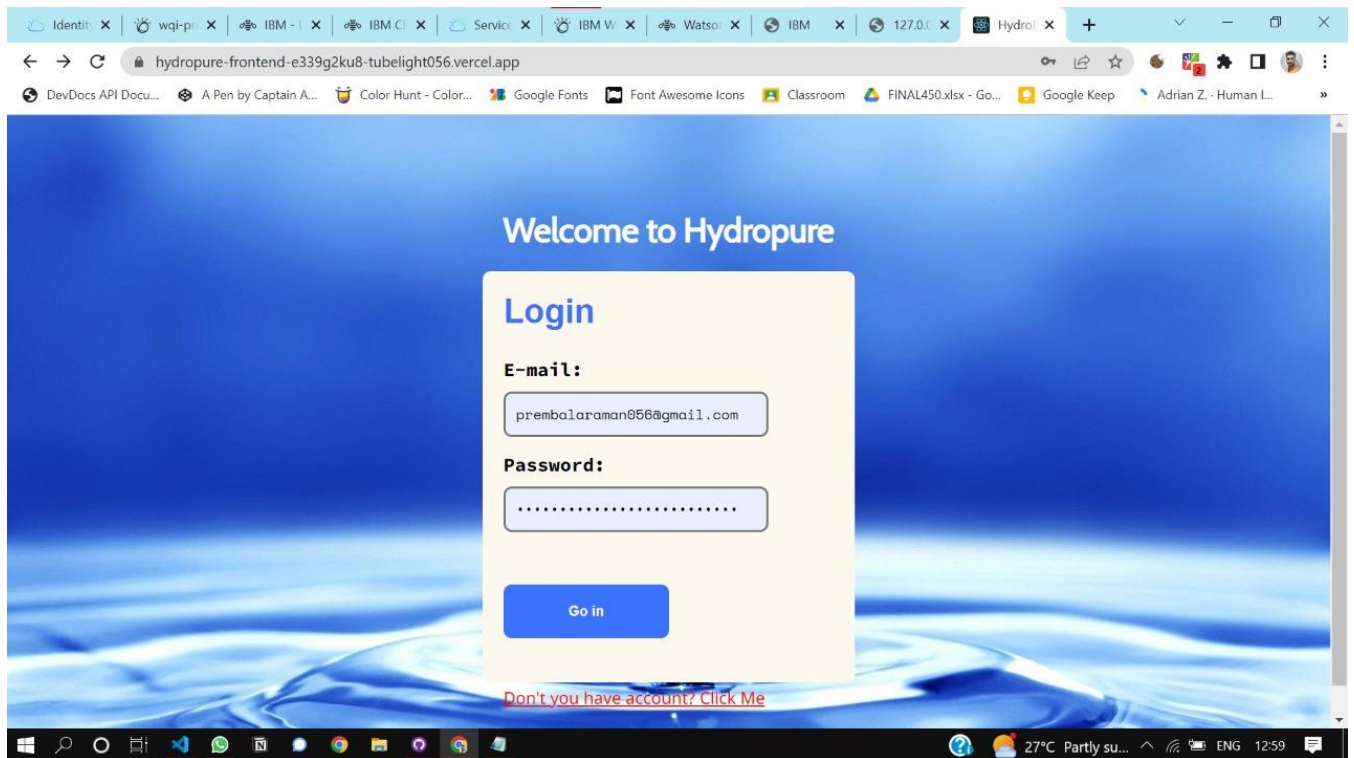 Identit wqi-pr IBM - IBM Cl Service IBM W Watso IBM 127.0. Hydro
hydropure-frontend-e339g2ku8-tubelight056.vercel.app
DevDocs API Docu... A Pen by Captain A... Color Hunt - Color... Google Fonts Font Awesome Icons Classroom FINAL450.xlsx - Go... Google Keep Adrian Z. - Human I... »
Welcome to Hydropure
Login
E-mail:
prembalaraman056@gmail.com
Password:
Go in
Don't you have account? Click Me
27°C Partly su... ENG 12:59